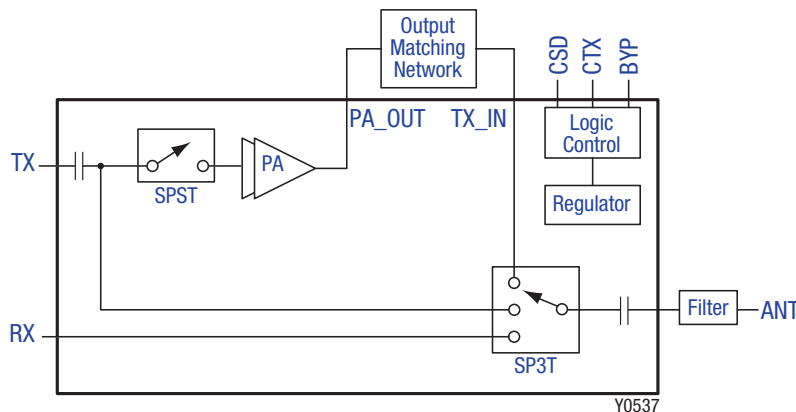 Output
Matching
Network
CSD
CTX
BYP
PA_OUT
TX_IN
Logic
Control
TX
PA
SPST
Regulator
Filter
ANT
RX
SP3T
Y0537